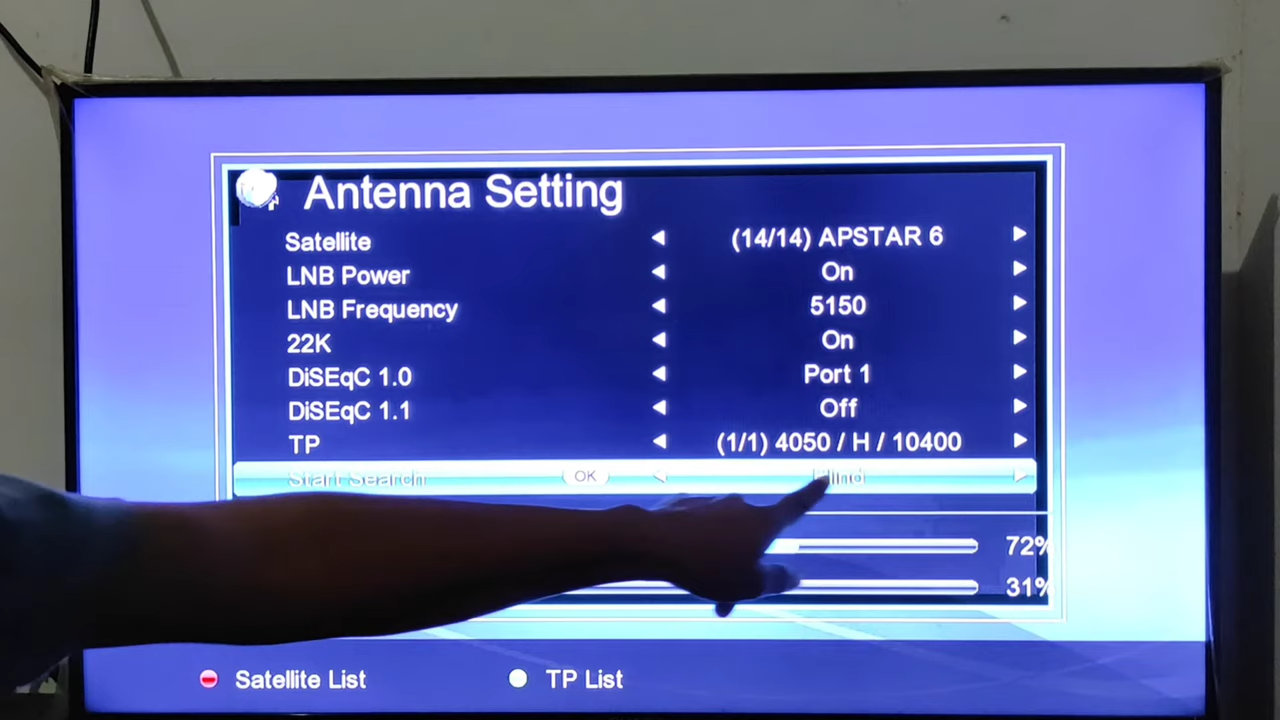 Antenna Setting
Satellite (14/14) APSTAR 6
LNB Power On
LNB Frequency 5150
22K On
DiSEqC 1.0 Port 1
DiSEqC 1.1 Off
TP (1/1) 4050 / H / 10400
Start Search OK Blind
72%
31%
Satellite List TP List